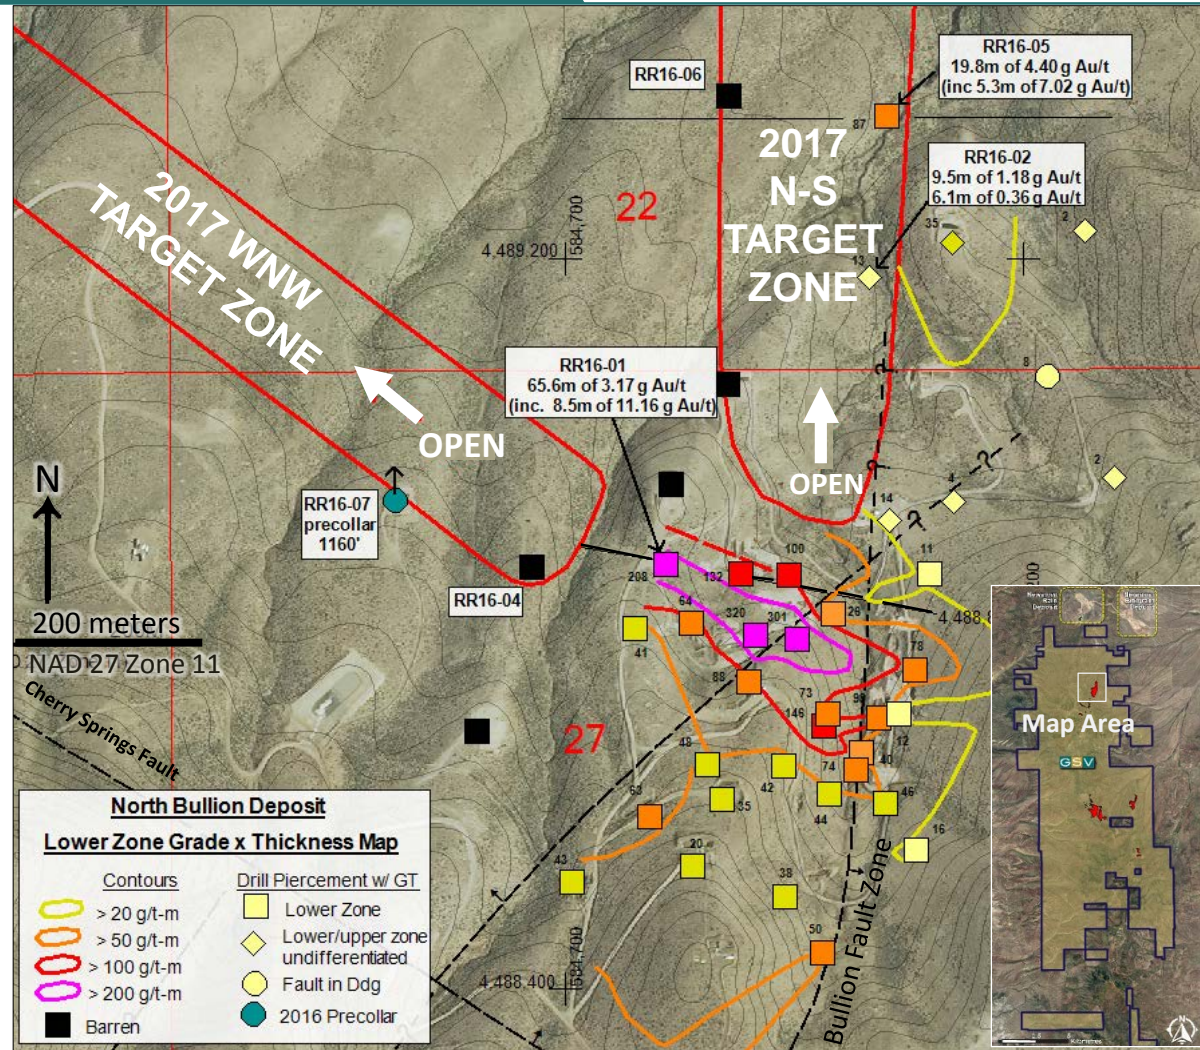 RR16-06
RR16-05
19.8m of 4.40 g Au/t
(inc 5.3m of 7.02 g Au/t)
87
2017
N-S
TARGET
ZONE
RR16-02
9.5m of 1.18 g Au/t
6.1m of 0.36 g Au/t
2017 WNW
TARGET ZONE
22
584,700
4,489,200
35
2
13
?
8
RR16-01
65.6m of 3.17 g Au/t
(inc. 8.5m of 11.16 g Au/t)
OPEN
OPEN
N
RR16-07
precollar
1160'
?
?
2
4
14
?
RR16-04
208
132
100
11
200
26
4,488,8
200 meters
NAD 27 Zone 11
64
320
301
41
78
88
Cherry Springs Fault
27
73
146
12
48
42
74
40
63
35
44
46
16
43
20
38
50
584,700
4,488,400
Bullion Fault Zone
North Bullion Deposit
Lower Zone Grade x Thickness Map
Contours
> 20 g/t-m
> 50 g/t-m
> 100 g/t-m
> 200 g/t-m
Barren
Drill Piercement w/ GT
Lower Zone
Lower/upper zone
undifferentiated
Fault in Ddg
2016 Precollar
Map Area
GSV
Kilometres
N